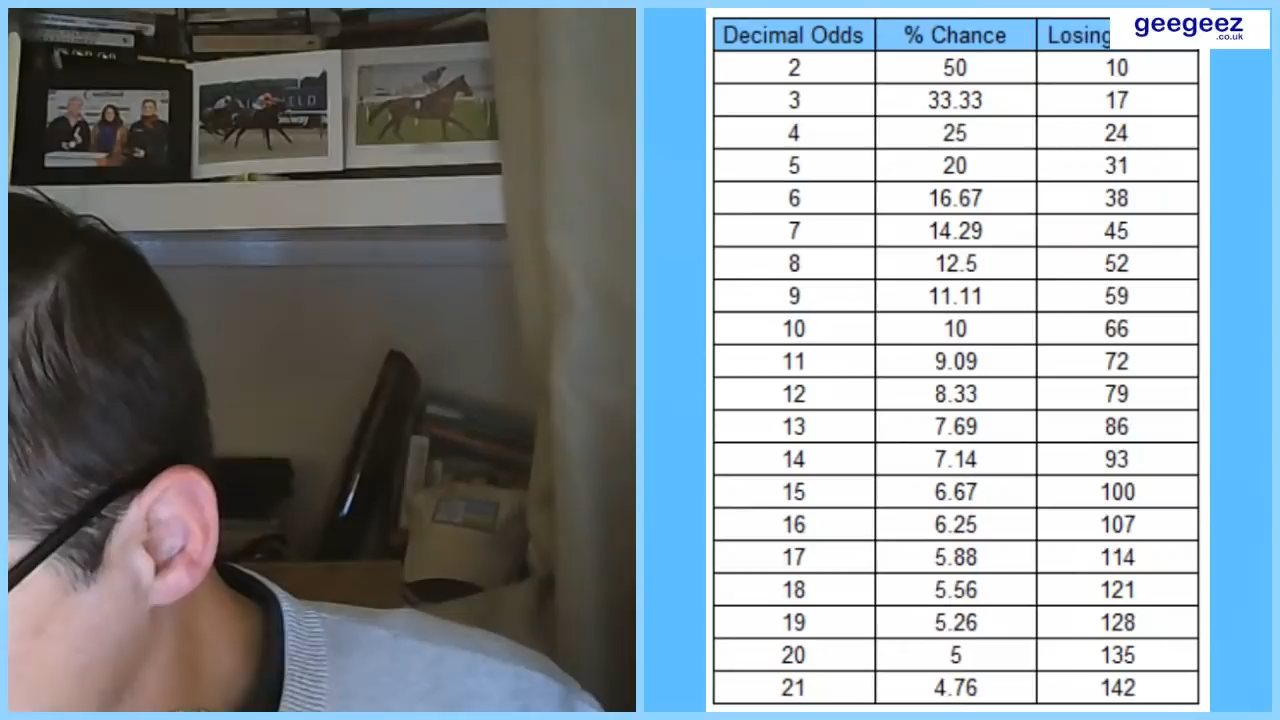 geegeez
.co.uk
Decimal Odds % Chance Losing
2 50 10
3 33.33 17
4 25 24
5 20 31
6 16.67 38
7 14.29 45
8 12.5 52
9 11.11 59
10 10 66
11 9.09 72
12 8.33 79
13 7.69 86
14 7.14 93
15 6.67 100
16 6.25 107
17 5.88 114
18 5.56 121
19 5.26 128
20 5 135
21 4.76 142